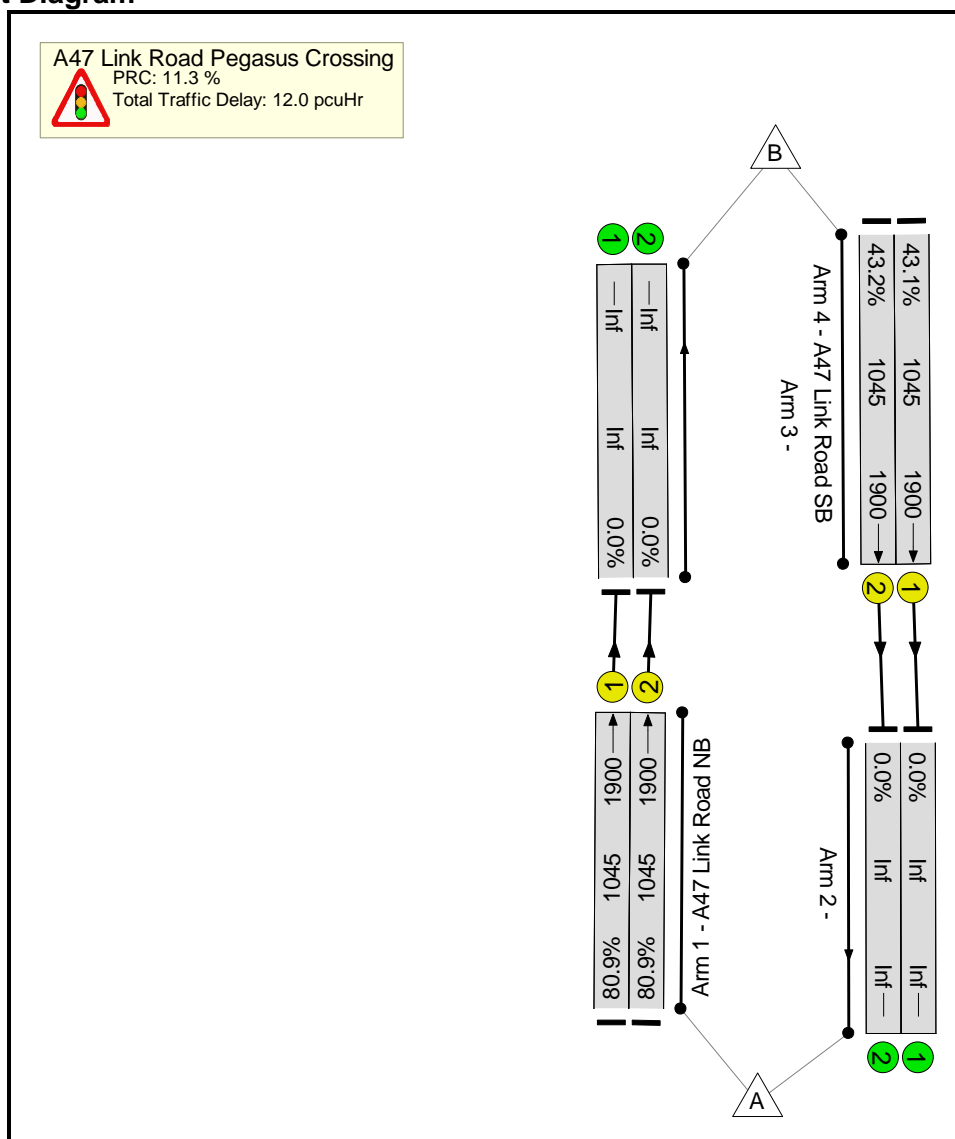 t Diagram
A47 Link Road Pegasus Crossing
PRC: 11.3 %
Total Traffic Delay: 12.0 pcuHr
B
1
2
Inf Inf 0.0%
Inf Inf 0.0%
Arm 3 -
Arm 4 - A47 Link Road SB
43.2% 1045 1900
43.1% 1045 1900
2
1
1
2
1900 1045 80.9%
1900 1045 80.9%
Arm 1 - A47 Link Road NB
Arm 2 -
0.0% Inf Inf
0.0% Inf Inf
2
1
A